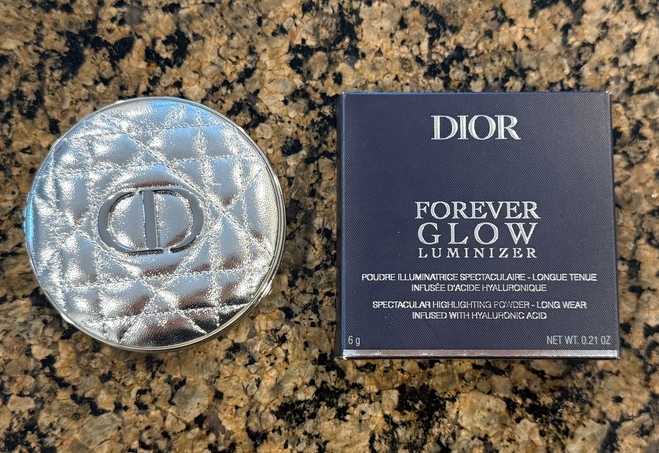 CD
DIOR
FOREVER
GLOW
LUMINIZER
POUDRE ILLUMINATRICE SPECTACULAIRE - LONGUE TENUE
INFUSÉE D'ACIDE HYALURONIQUE
SPECTACULAR HIGHLIGHTING POWDER - LONG WEAR
INFUSED WITH HYALURONIC ACID
6 g NET WT. 0.21 OZ